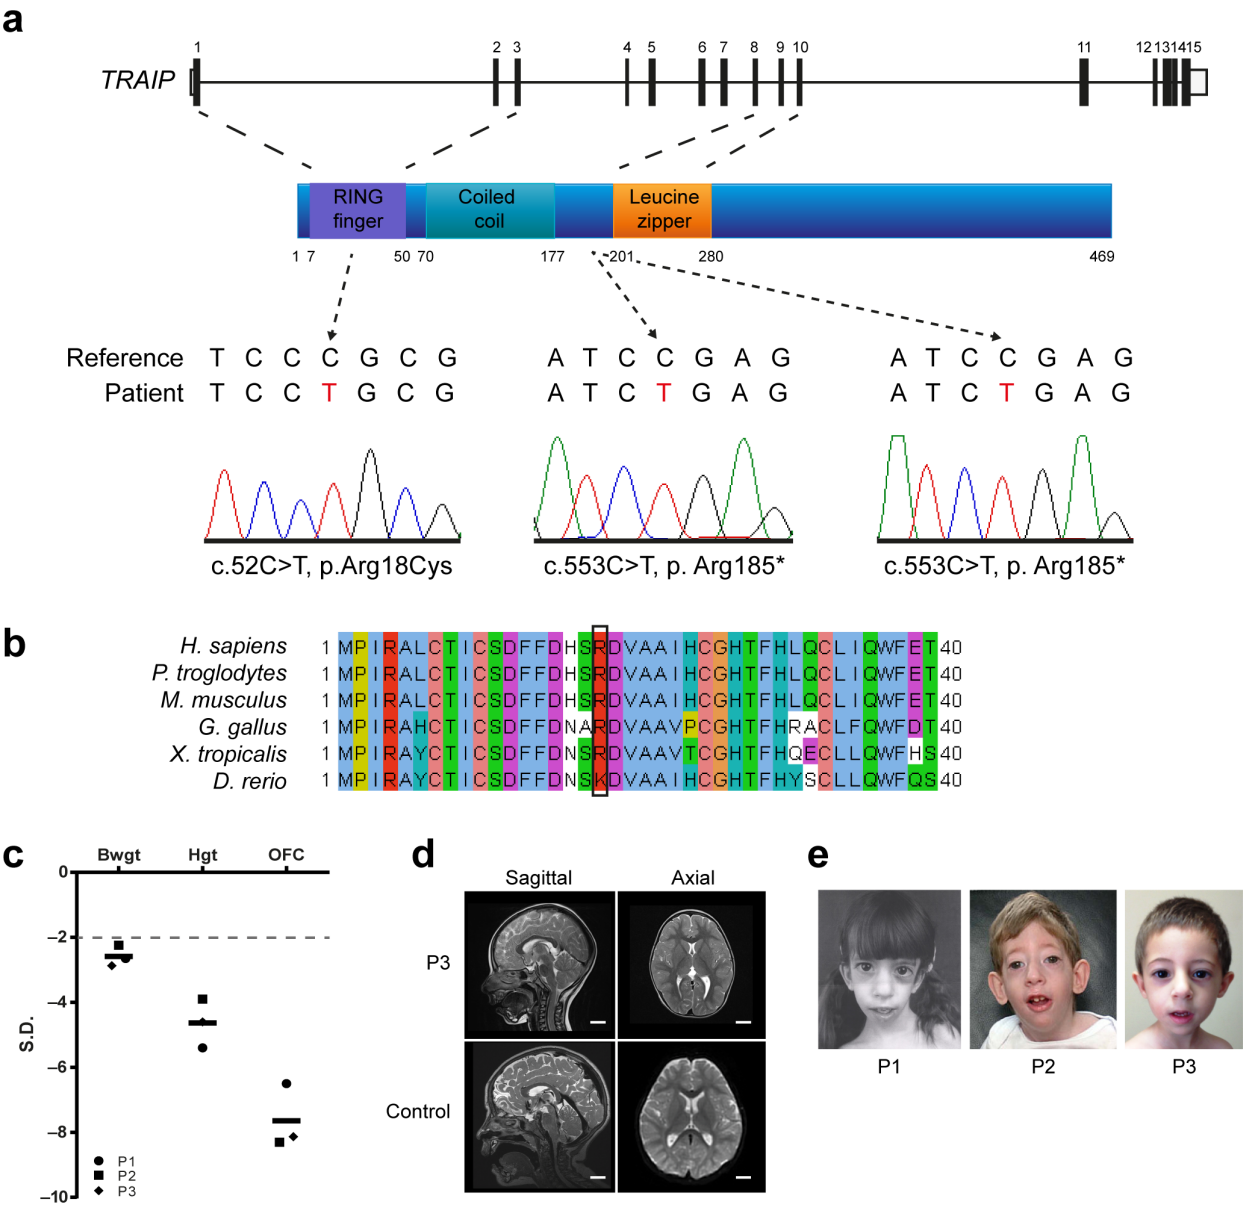 a
1 2 3 4 5 6 7 8 9 10 11 12 13 14 15
TRAIP
RING finger
Coiled coil
Leucine zipper
1 7 50 70 177 201 280 469
Reference T C C C G C G A T C C G A G A T C C G A G
Patient T C C T G C G A T C T G A G A T C T G A G
c.52C>T, p.Arg18Cys c.553C>T, p. Arg185* c.553C>T, p. Arg185*
b
H. sapiens 1 MPIRALCTICSDFFDHSRDVAAIHCGHTFHLQCLIQWFET 40
P. troglodytes 1 MPIRALCTICSDFFDHSRDVAAIHCGHTFHLQCLIQWFET 40
M. musculus 1 MPIRALCTICSDFFDHSRDVAAIHCGHTFHLQCLIQWFET 40
G. gallus 1 MPIRAHCTICSDFFDNARDVAAVPCGHTFHRACLFQWFDT 40
X. tropicalis 1 MPIRAYCTICSDFFDNSRDVAAVTCGHTFHQECLLQWFHS 40
D. rerio 1 MPIRAYCTICSDFFDNSKDVAAIHCGHTFHYSCLLQWFQS 40
c
Bwgt Hgt OFC
0
–2
–4
–6
–8
–10
S.D.
P1
P2
P3
d
Sagittal Axial
P3
Control
e
P1 P2 P3